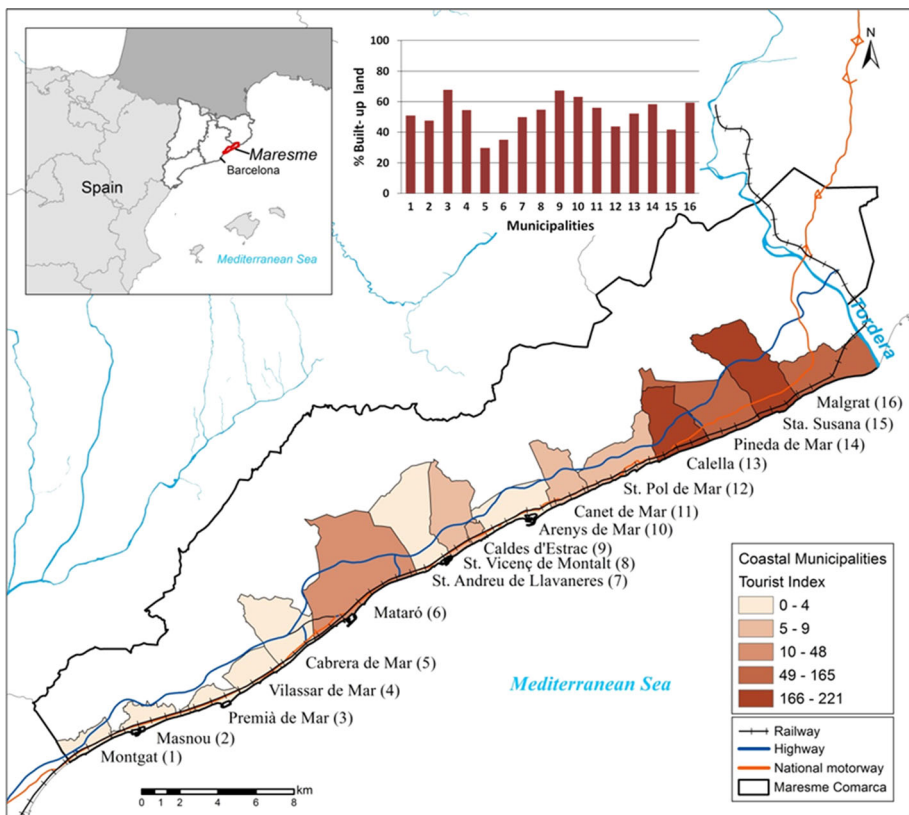 Spain
Maresme
Barcelona
Mediterranean Sea
% Built- up land
100
80
60
40
20
0
1 2 3 4 5 6 7 8 9 10 11 12 13 14 15 16
Municipalities
N
Tordera
Malgrat (16)
Sta. Susana (15)
Pineda de Mar (14)
Calella (13)
St. Pol de Mar (12)
Canet de Mar (11)
Arenys de Mar (10)
Caldes d'Estrac (9)
St. Vicenç de Montalt (8)
St. Andreu de Llavaneres (7)
Mataró (6)
Cabrera de Mar (5)
Vilassar de Mar (4)
Premià de Mar (3)
Masnou (2)
Montgat (1)
Mediterranean Sea
Coastal Municipalities
Tourist Index
0 - 4
5 - 9
10 - 48
49 - 165
166 - 221
Railway
Highway
National motorway
Maresme Comarca
km
0 1 2 4 6 8